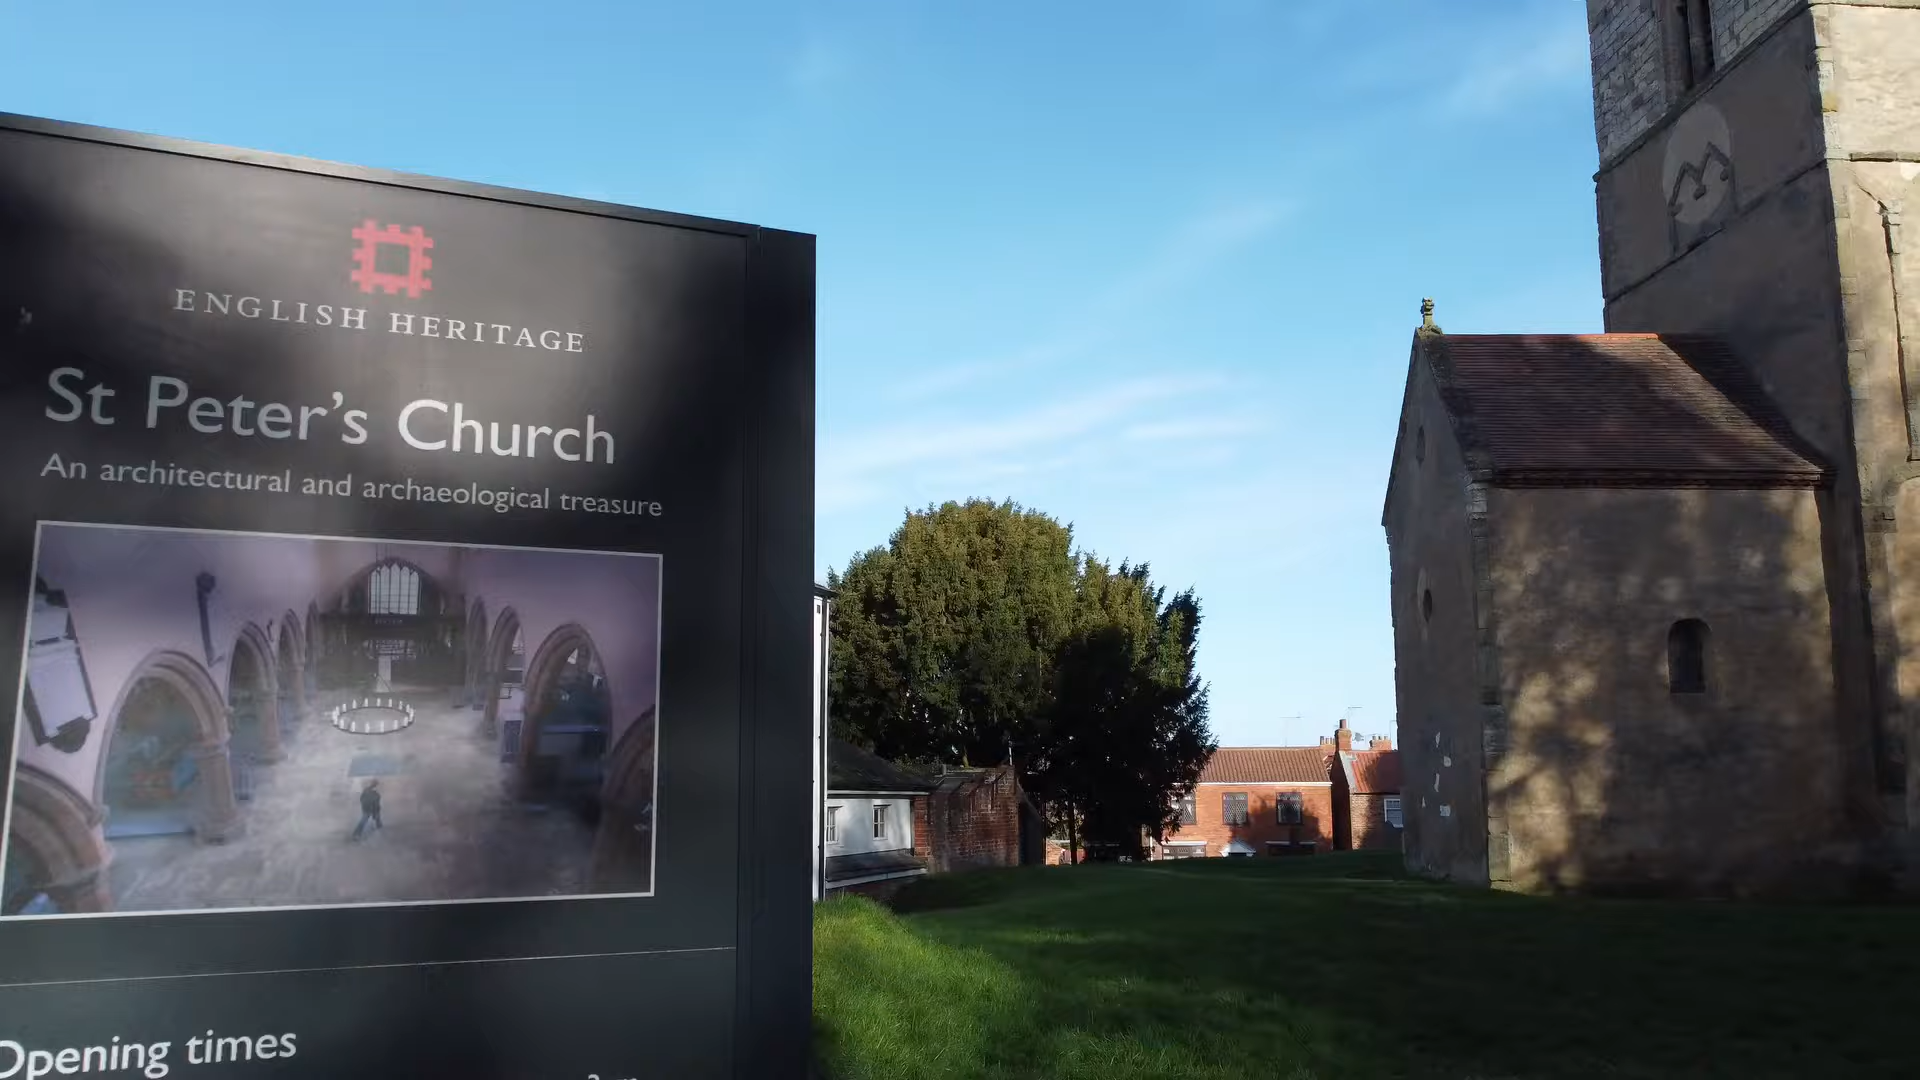 ENGLISH HERITAGE
St Peter's Church
An architectural and archaeological treasure
Opening times